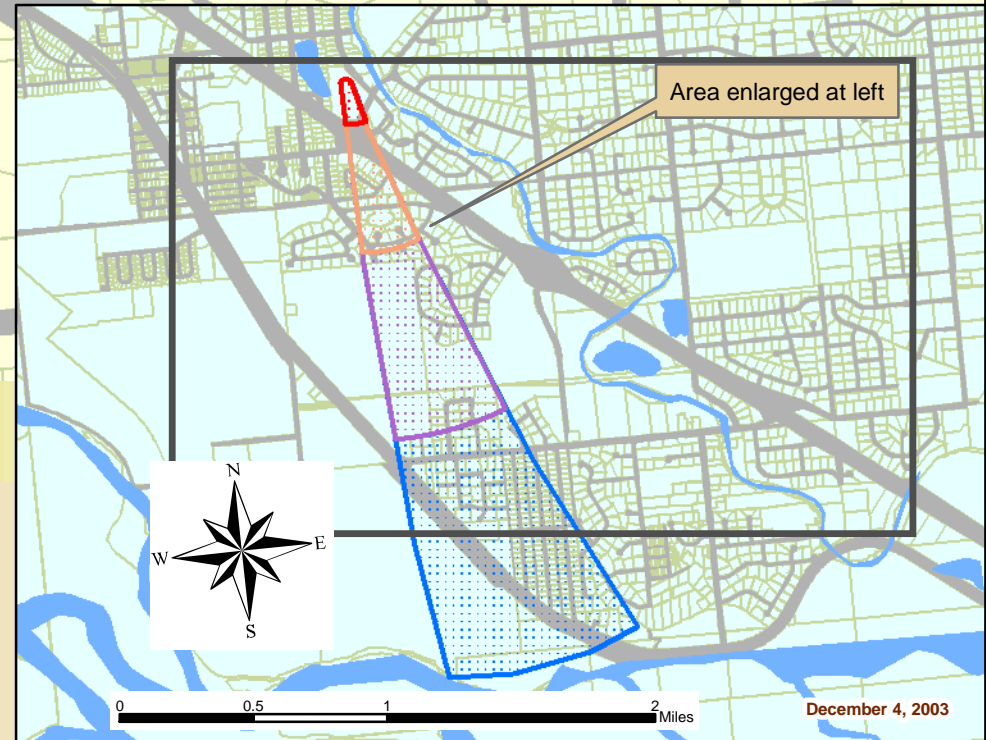 Area enlarged at left
N
W
E
S
0 0.5 1 2
Miles
December 4, 2003